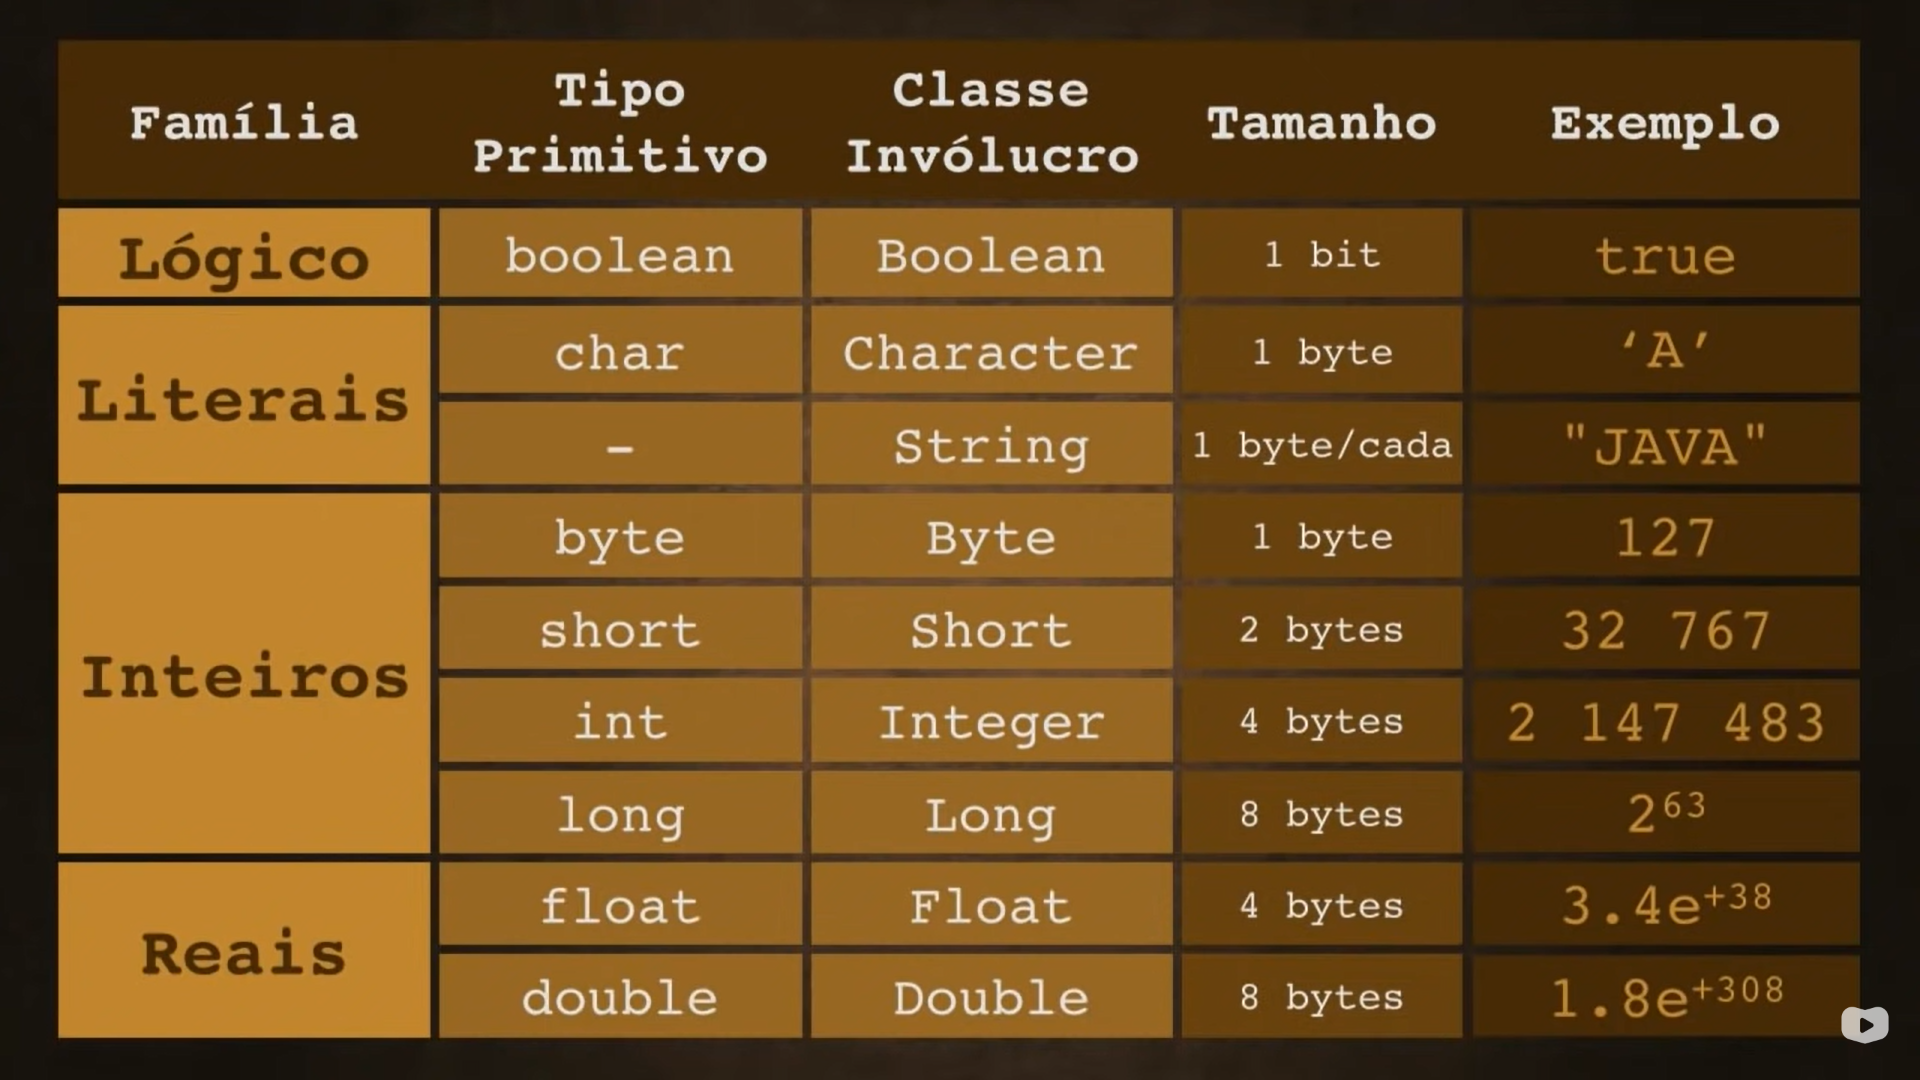 Família Tipo Primitivo Classe Invólucro Tamanho Exemplo
Lógico boolean Boolean 1 bit true
Literais char Character 1 byte ‘A’
– String 1 byte/cada "JAVA"
Inteiros byte Byte 1 byte 127
short Short 2 bytes 32 767
int Integer 4 bytes 2 147 483
long Long 8 bytes 2⁶³
Reais float Float 4 bytes 3.4e⁺³⁸
double Double 8 bytes 1.8e⁺³⁰⁸